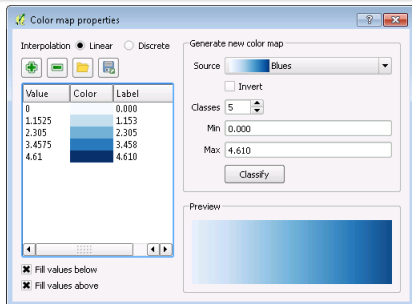 Color map properties
Interpolation Linear Discrete
Value Color Label
0 0.000
1.1525 1.153
2.305 2.305
3.4575 3.458
4.61 4.610
Fill values below
Fill values above
Generate new color map
Source Blues
Invert
Classes 5
Min 0.000
Max 4.610
Classify
Preview